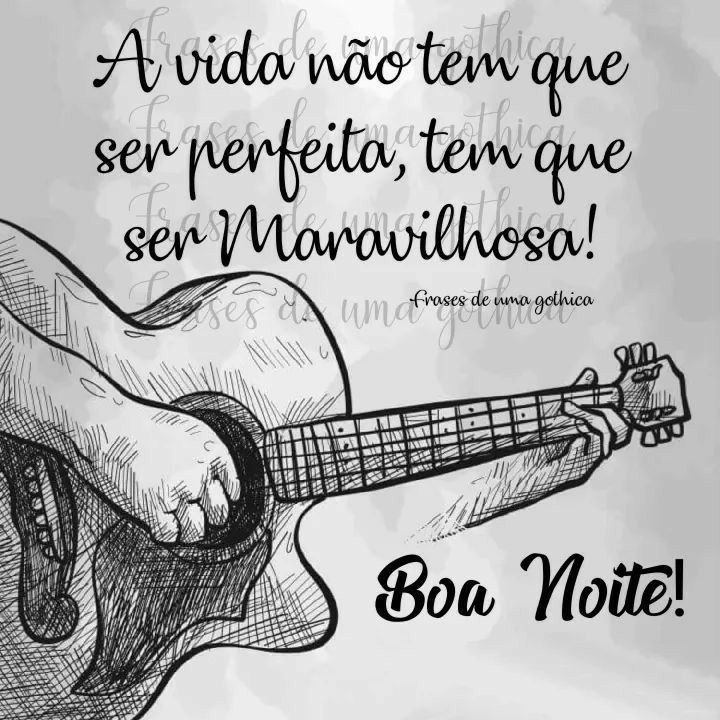 A vida não tem que
ser perfeita, tem que
ser Maravilhosa!
-Frases de uma gothica
Frases de uma gothica
Frases de uma gothica
Frases de uma gothica
Frases de uma gothica
Boa Noite!